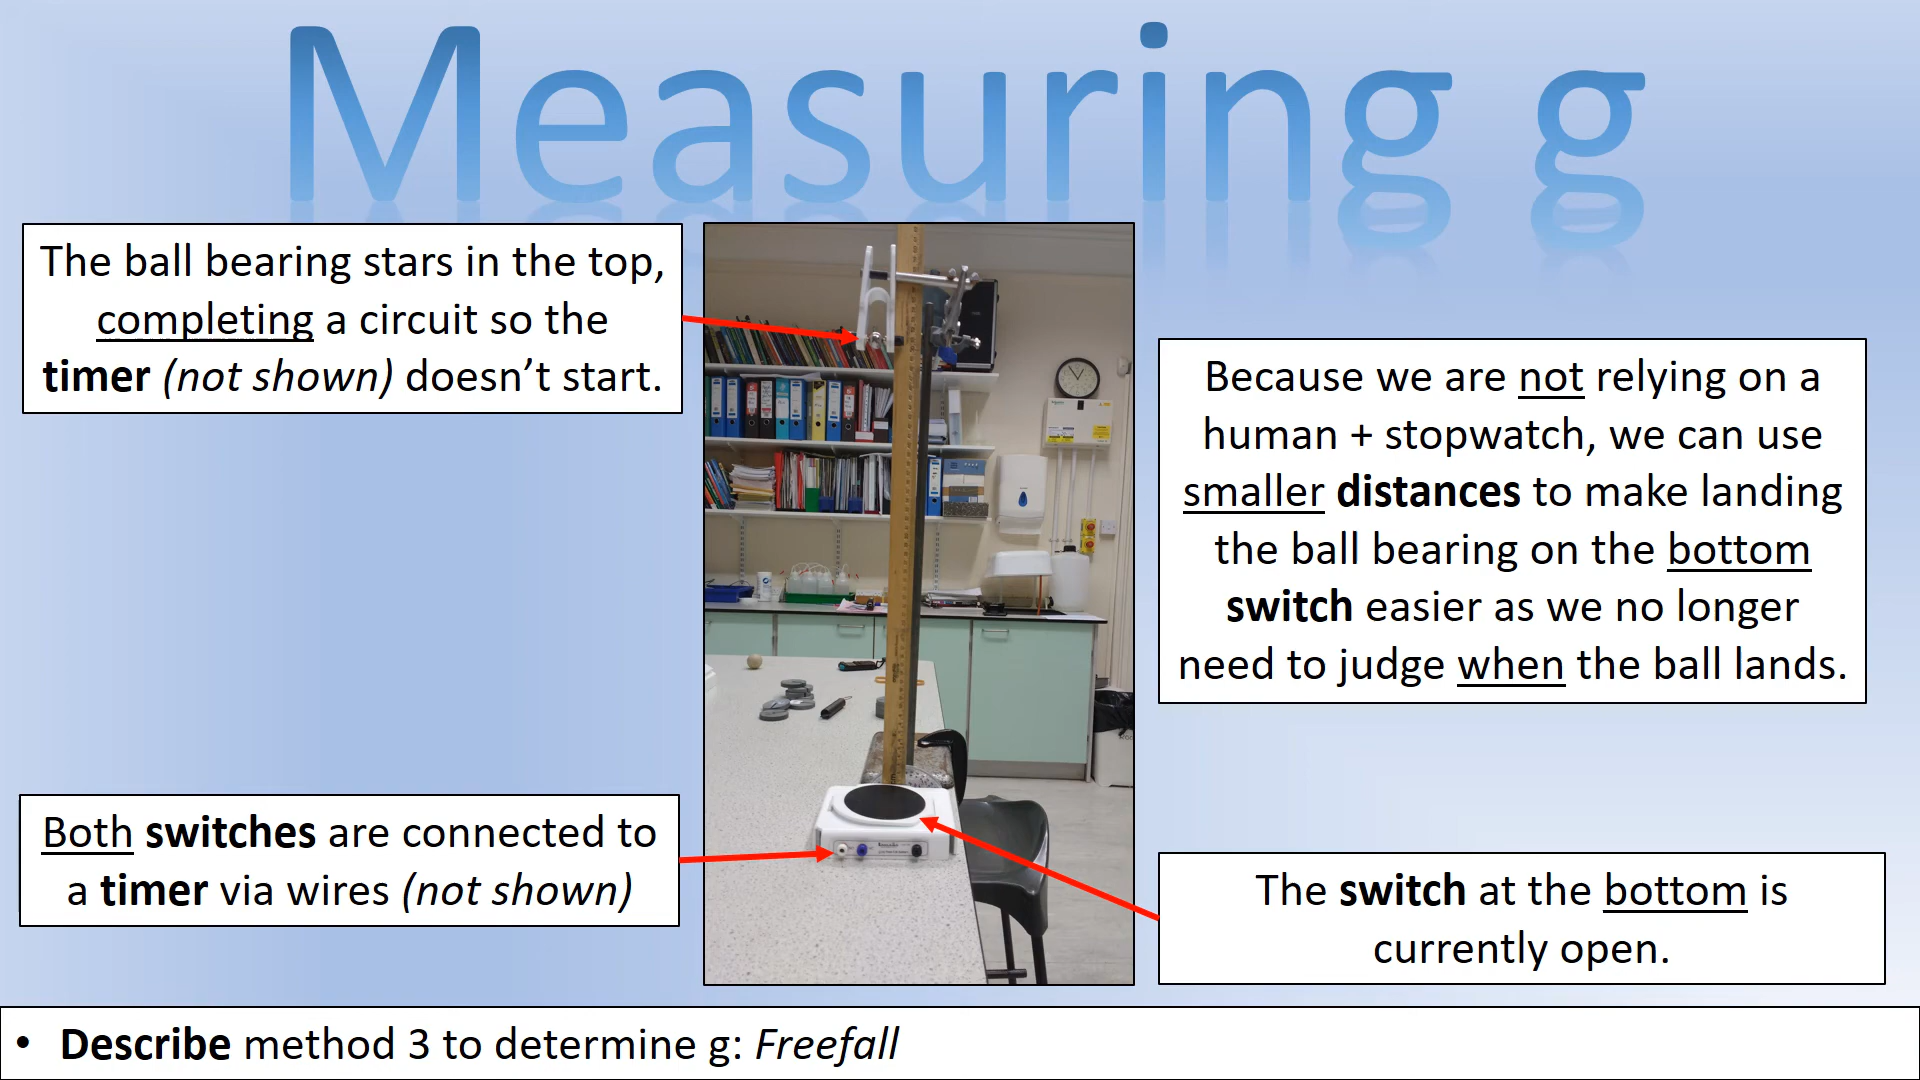 Measuring g
The ball bearing stars in the top,
completing a circuit so the
timer (not shown) doesn't start.
Because we are not relying on a
human + stopwatch, we can use
smaller distances to make landing
the ball bearing on the bottom
switch easier as we no longer
need to judge when the ball lands.
Both switches are connected to
a timer via wires (not shown)
The switch at the bottom is
currently open.
• Describe method 3 to determine g: Freefall